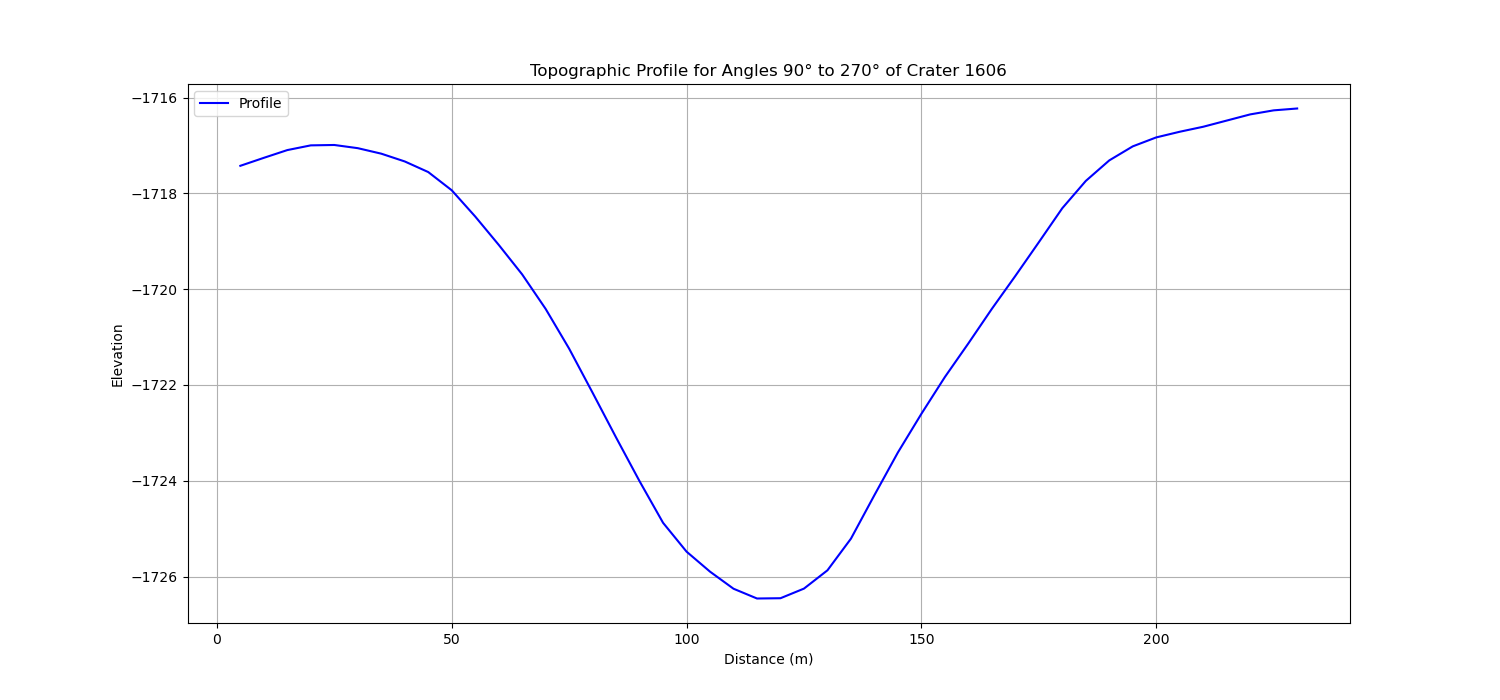 Topographic Profile for Angles 90° to 270° of Crater 1606
Profile
−1716
−1718
−1720
−1722
−1724
−1726
Elevation
0 50 100 150 200
Distance (m)